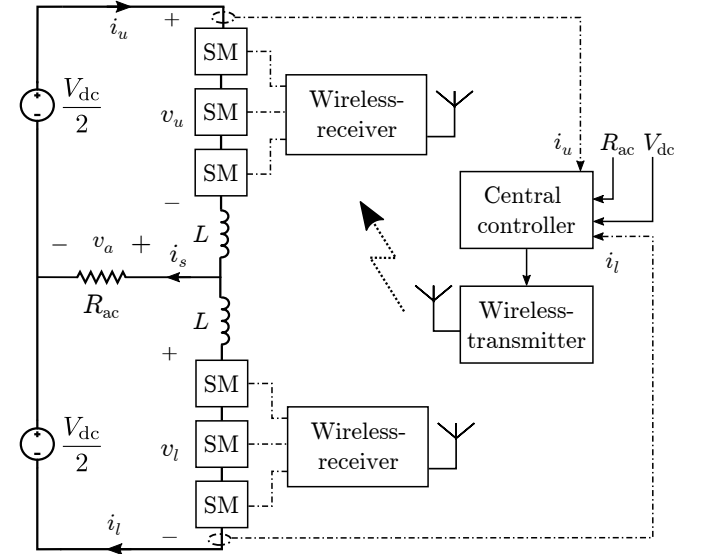 i_u
+
SM
V_dc
2
v_u
SM
Wireless-
receiver
SM
−
i_u
R_ac
V_dc
Central
controller
L
− v_a +
i_s
i_l
R_ac
L
Wireless-
transmitter
+
SM
V_dc
2
v_l
SM
Wireless-
receiver
SM
i_l
−